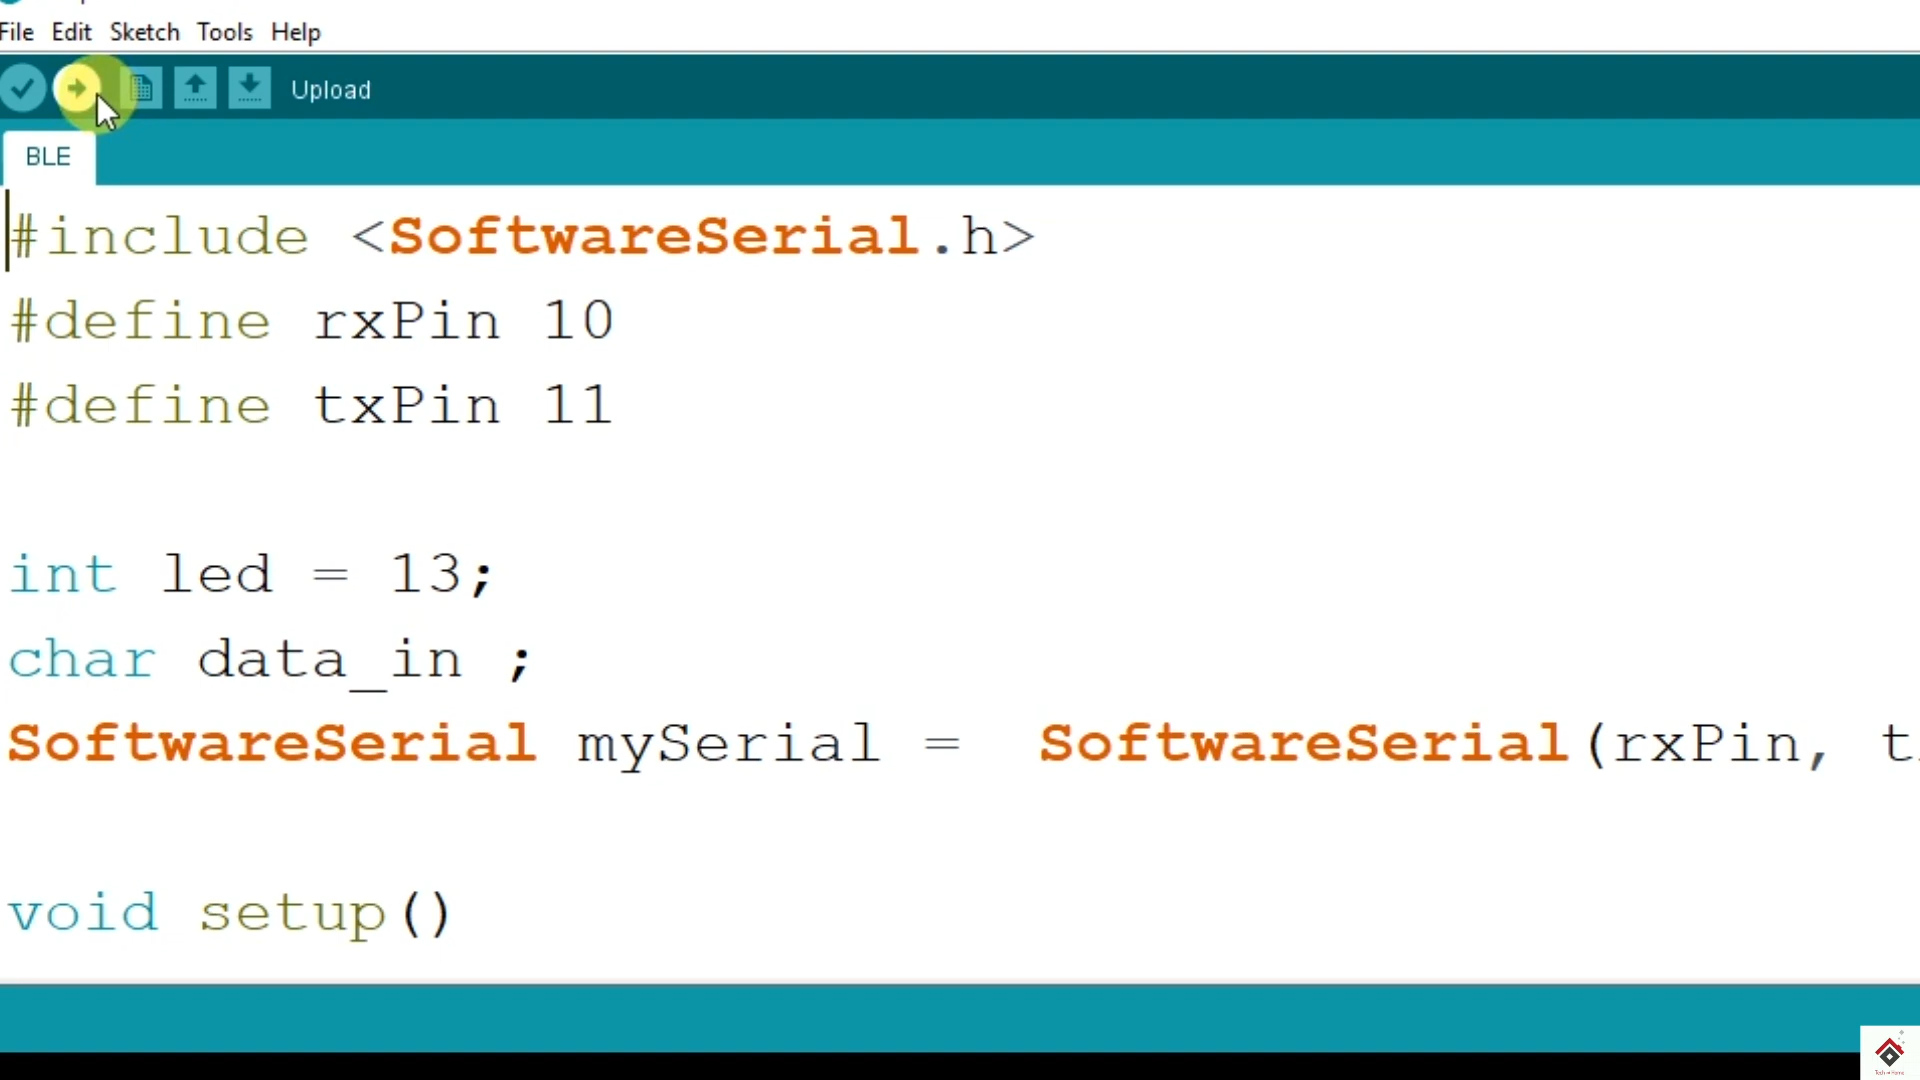 File Edit Sketch Tools Help
Upload
BLE
#include <SoftwareSerial.h>
#define rxPin 10
#define txPin 11
int led = 13;
char data_in ;
SoftwareSerial mySerial =  SoftwareSerial(rxPin, t
void setup()